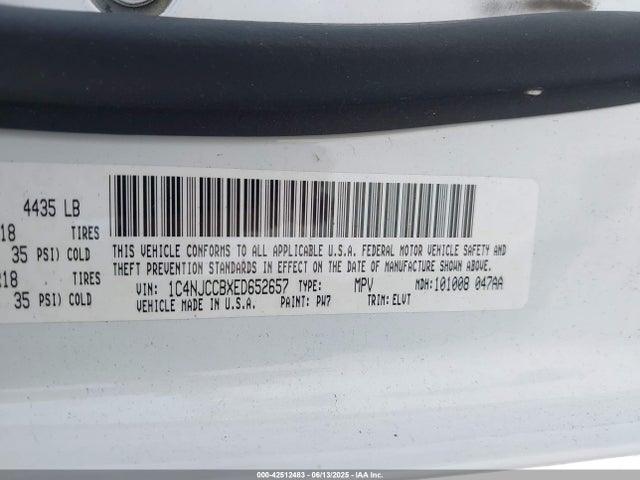 4435 LB
18 TIRES
35 PSI) COLD
R18 TIRES
35 PSI) COLD
THIS VEHICLE CONFORMS TO ALL APPLICABLE U.S.A. FEDERAL MOTOR VEHICLE SAFETY AND
THEFT PREVENTION STANDARDS IN EFFECT ON THE DATE OF MANUFACTURE SHOWN ABOVE.
VIN: 1C4NJCCBXED652657 TYPE: MPV MDH:101008 047AA
VEHICLE MADE IN U.S.A. PAINT: PW7 TRIM:ELVT
000-42512483 - 06/13/2025 - IAA Inc.